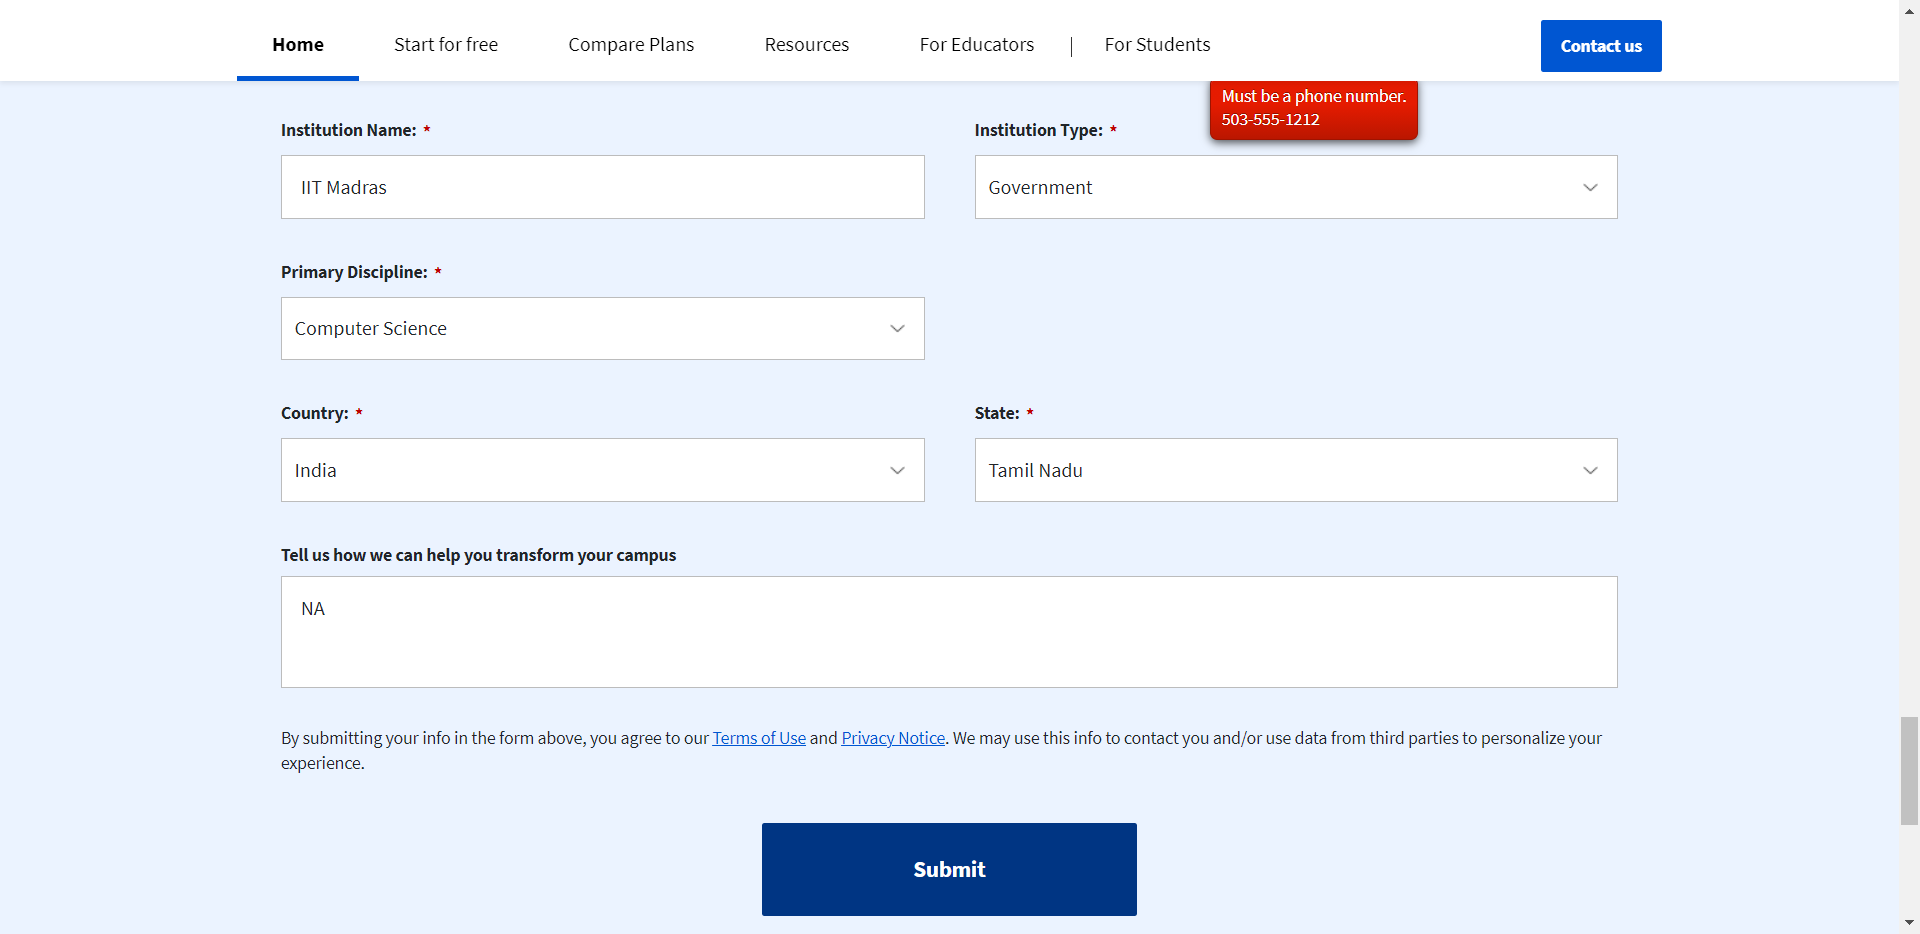 Home Start for free Compare Plans Resources For Educators | For Students Contact us
Must be a phone number.
503-555-1212
Institution Name: * Institution Type: *
IIT Madras Government
Primary Discipline: *
Computer Science
Country: * State: *
India Tamil Nadu
Tell us how we can help you transform your campus
NA
By submitting your info in the form above, you agree to our Terms of Use and Privacy Notice. We may use this info to contact you and/or use data from third parties to personalize your
experience.
Submit